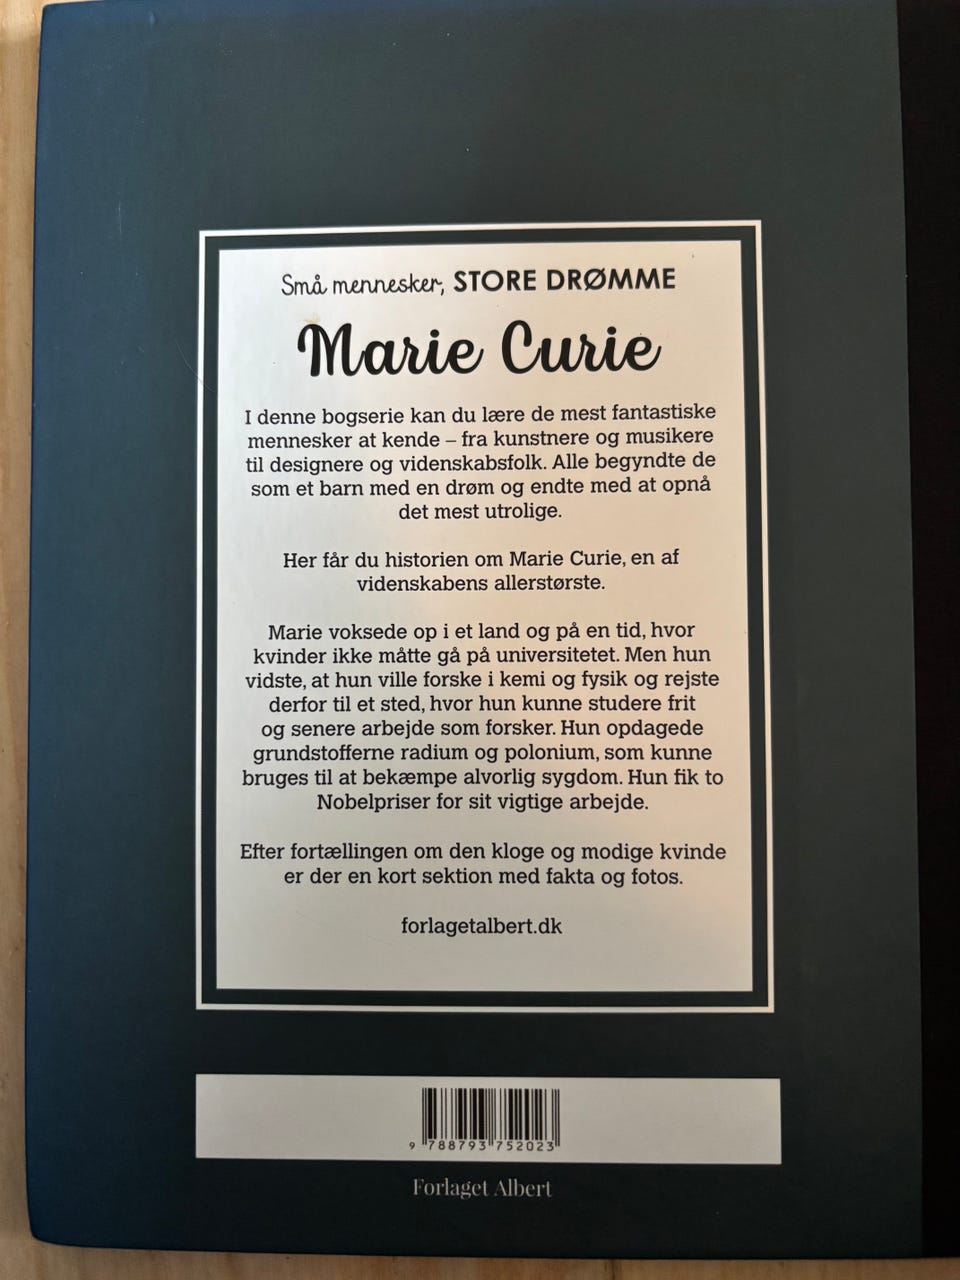 Små mennesker, STORE DRØMME
Marie Curie
I denne bogserie kan du lære de mest fantastiske
mennesker at kende – fra kunstnere og musikere
til designere og videnskabsfolk. Alle begyndte de
som et barn med en drøm og endte med at opnå
det mest utrolige.
Her får du historien om Marie Curie, en af
videnskabens allerstørste.
Marie voksede op i et land og på en tid, hvor
kvinder ikke måtte gå på universitetet. Men hun
vidste, at hun ville forske i kemi og fysik og rejste
derfor til et sted, hvor hun kunne studere frit
og senere arbejde som forsker. Hun opdagede
grundstofferne radium og polonium, som kunne
bruges til at bekæmpe alvorlig sygdom. Hun fik to
Nobelpriser for sit vigtige arbejde.
Efter fortællingen om den kloge og modige kvinde
er der en kort sektion med fakta og fotos.
forlagetalbert.dk
9 788793 752023
Forlaget Albert